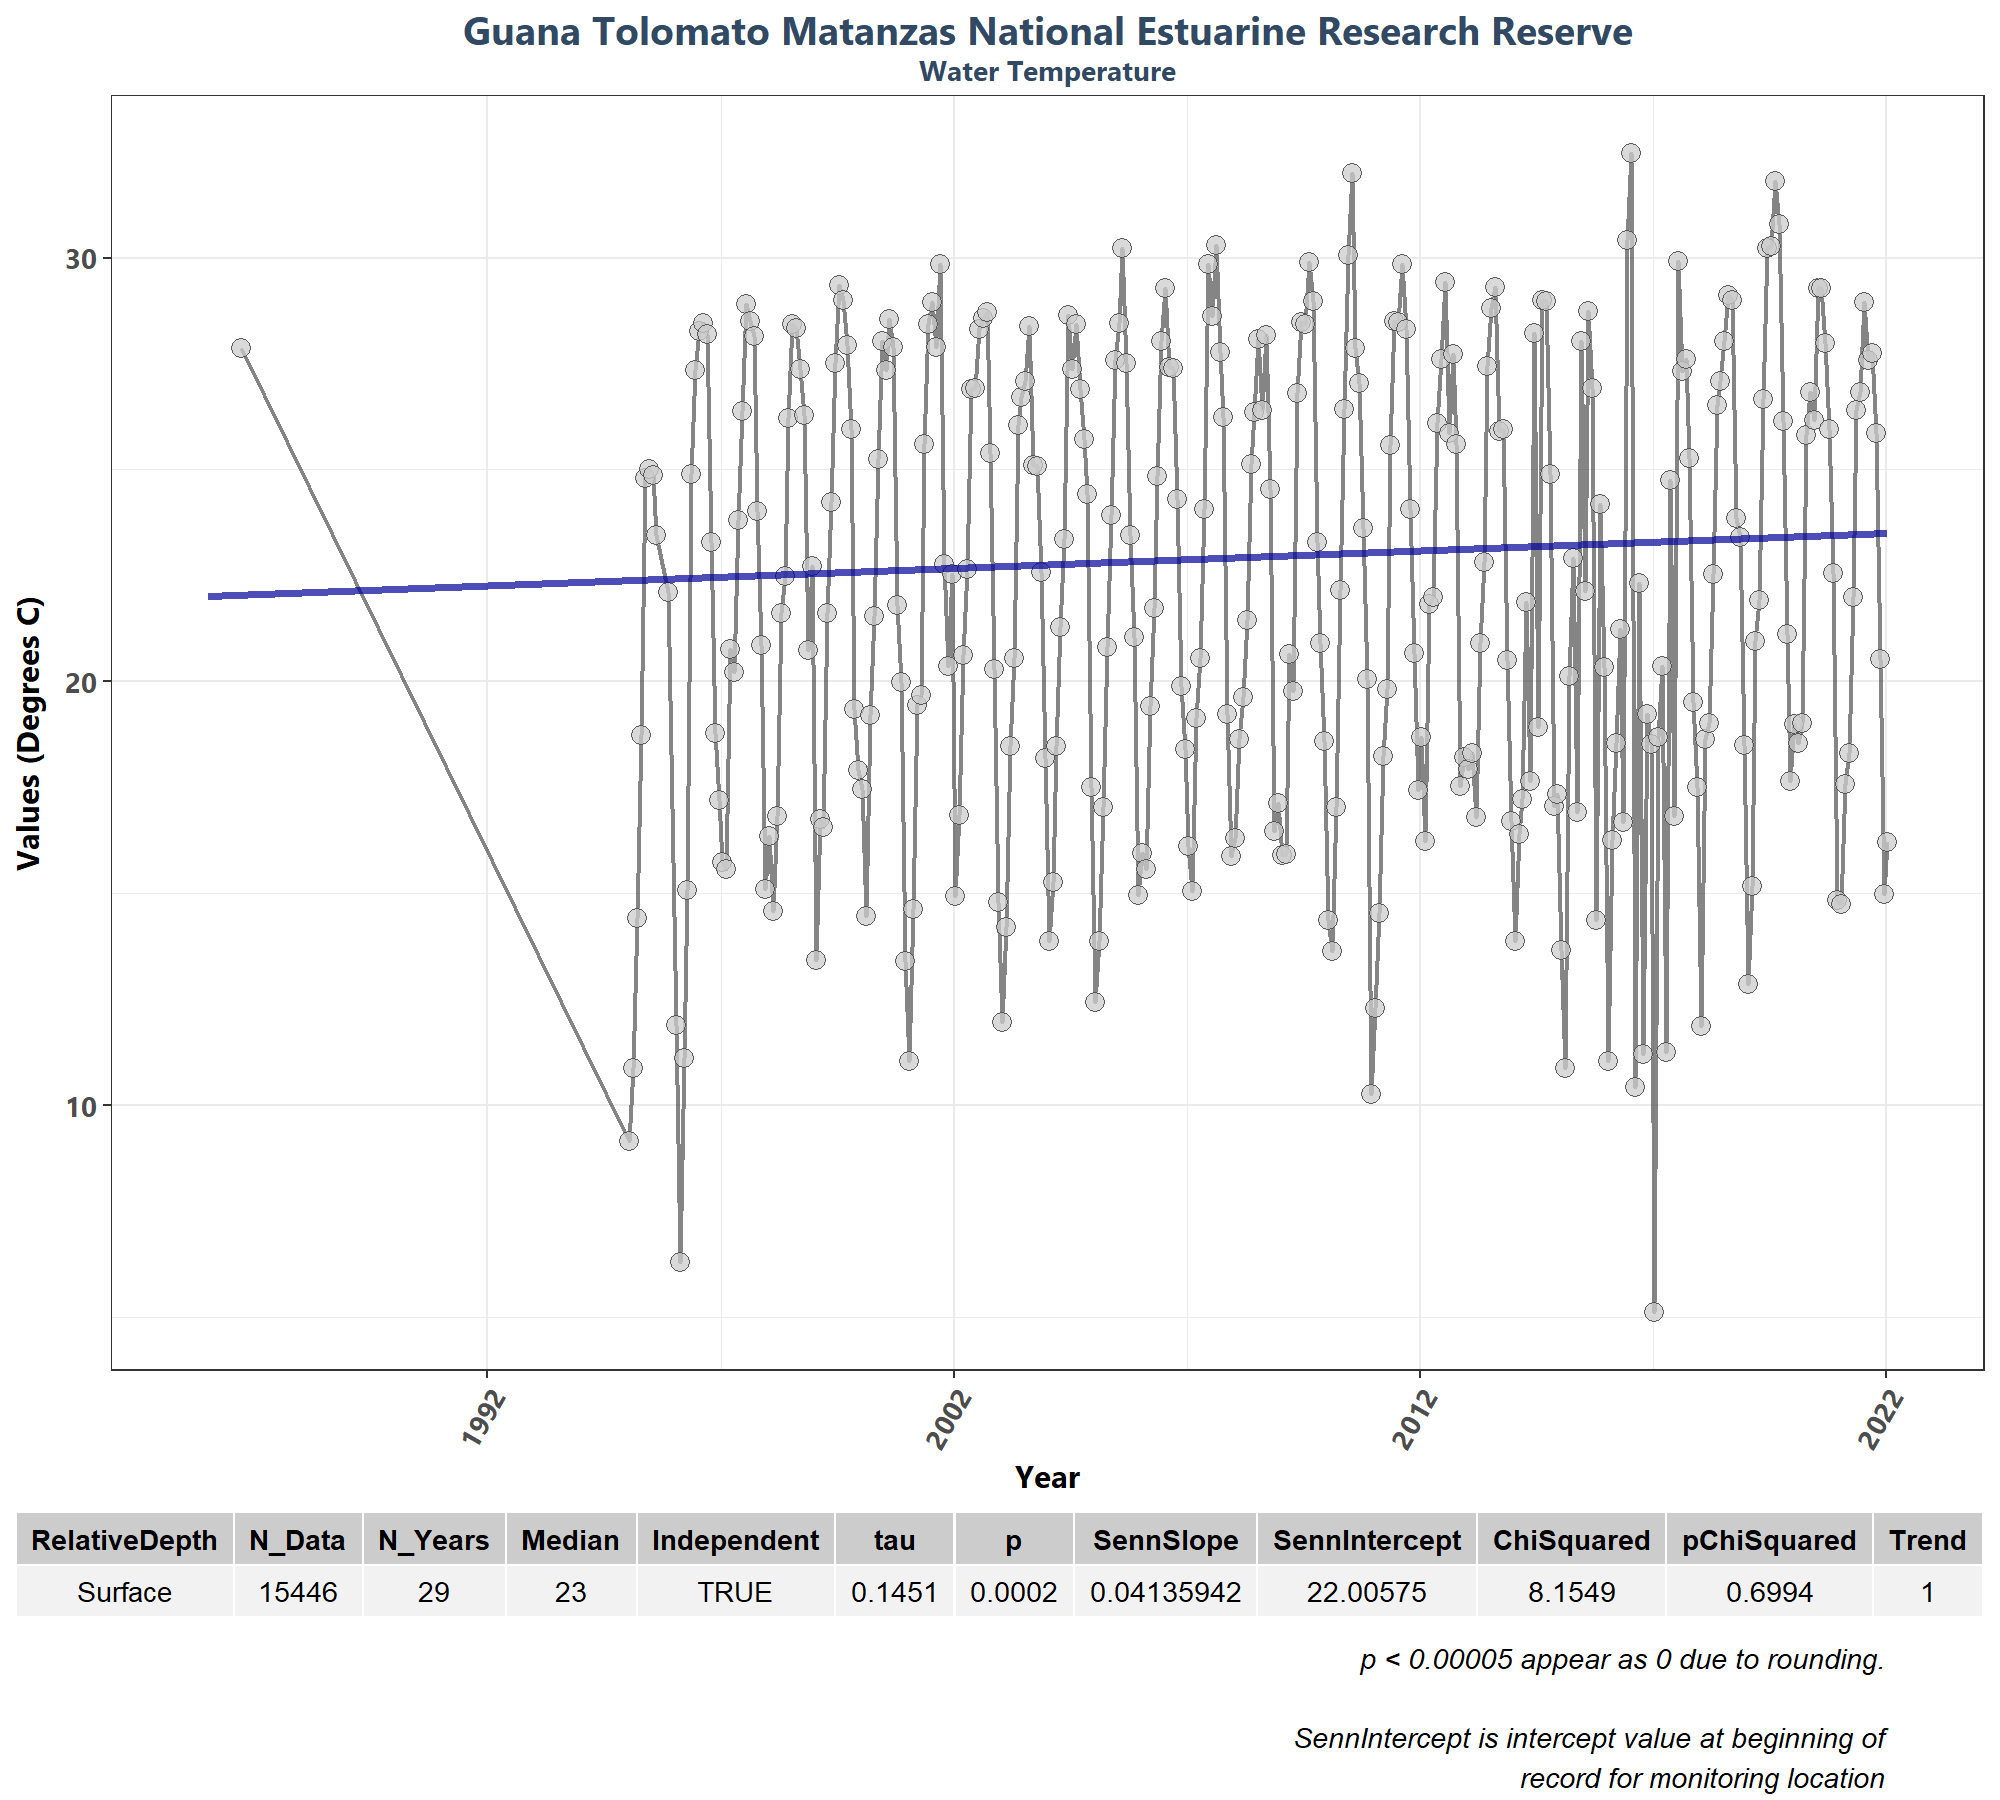 Guana Tolomato Matanzas National Estuarine Research Reserve
Water Temperature
Values (Degrees C)
30
20
10
1992
2002
2012
2022
Year
RelativeDepth N_Data N_Years Median Independent tau p SennSlope SennIntercept ChiSquared pChiSquared Trend
Surface 15446 29 23 TRUE 0.1451 0.0002 0.04135942 22.00575 8.1549 0.6994 1
p < 0.00005 appear as 0 due to rounding.
SennIntercept is intercept value at beginning of
record for monitoring location